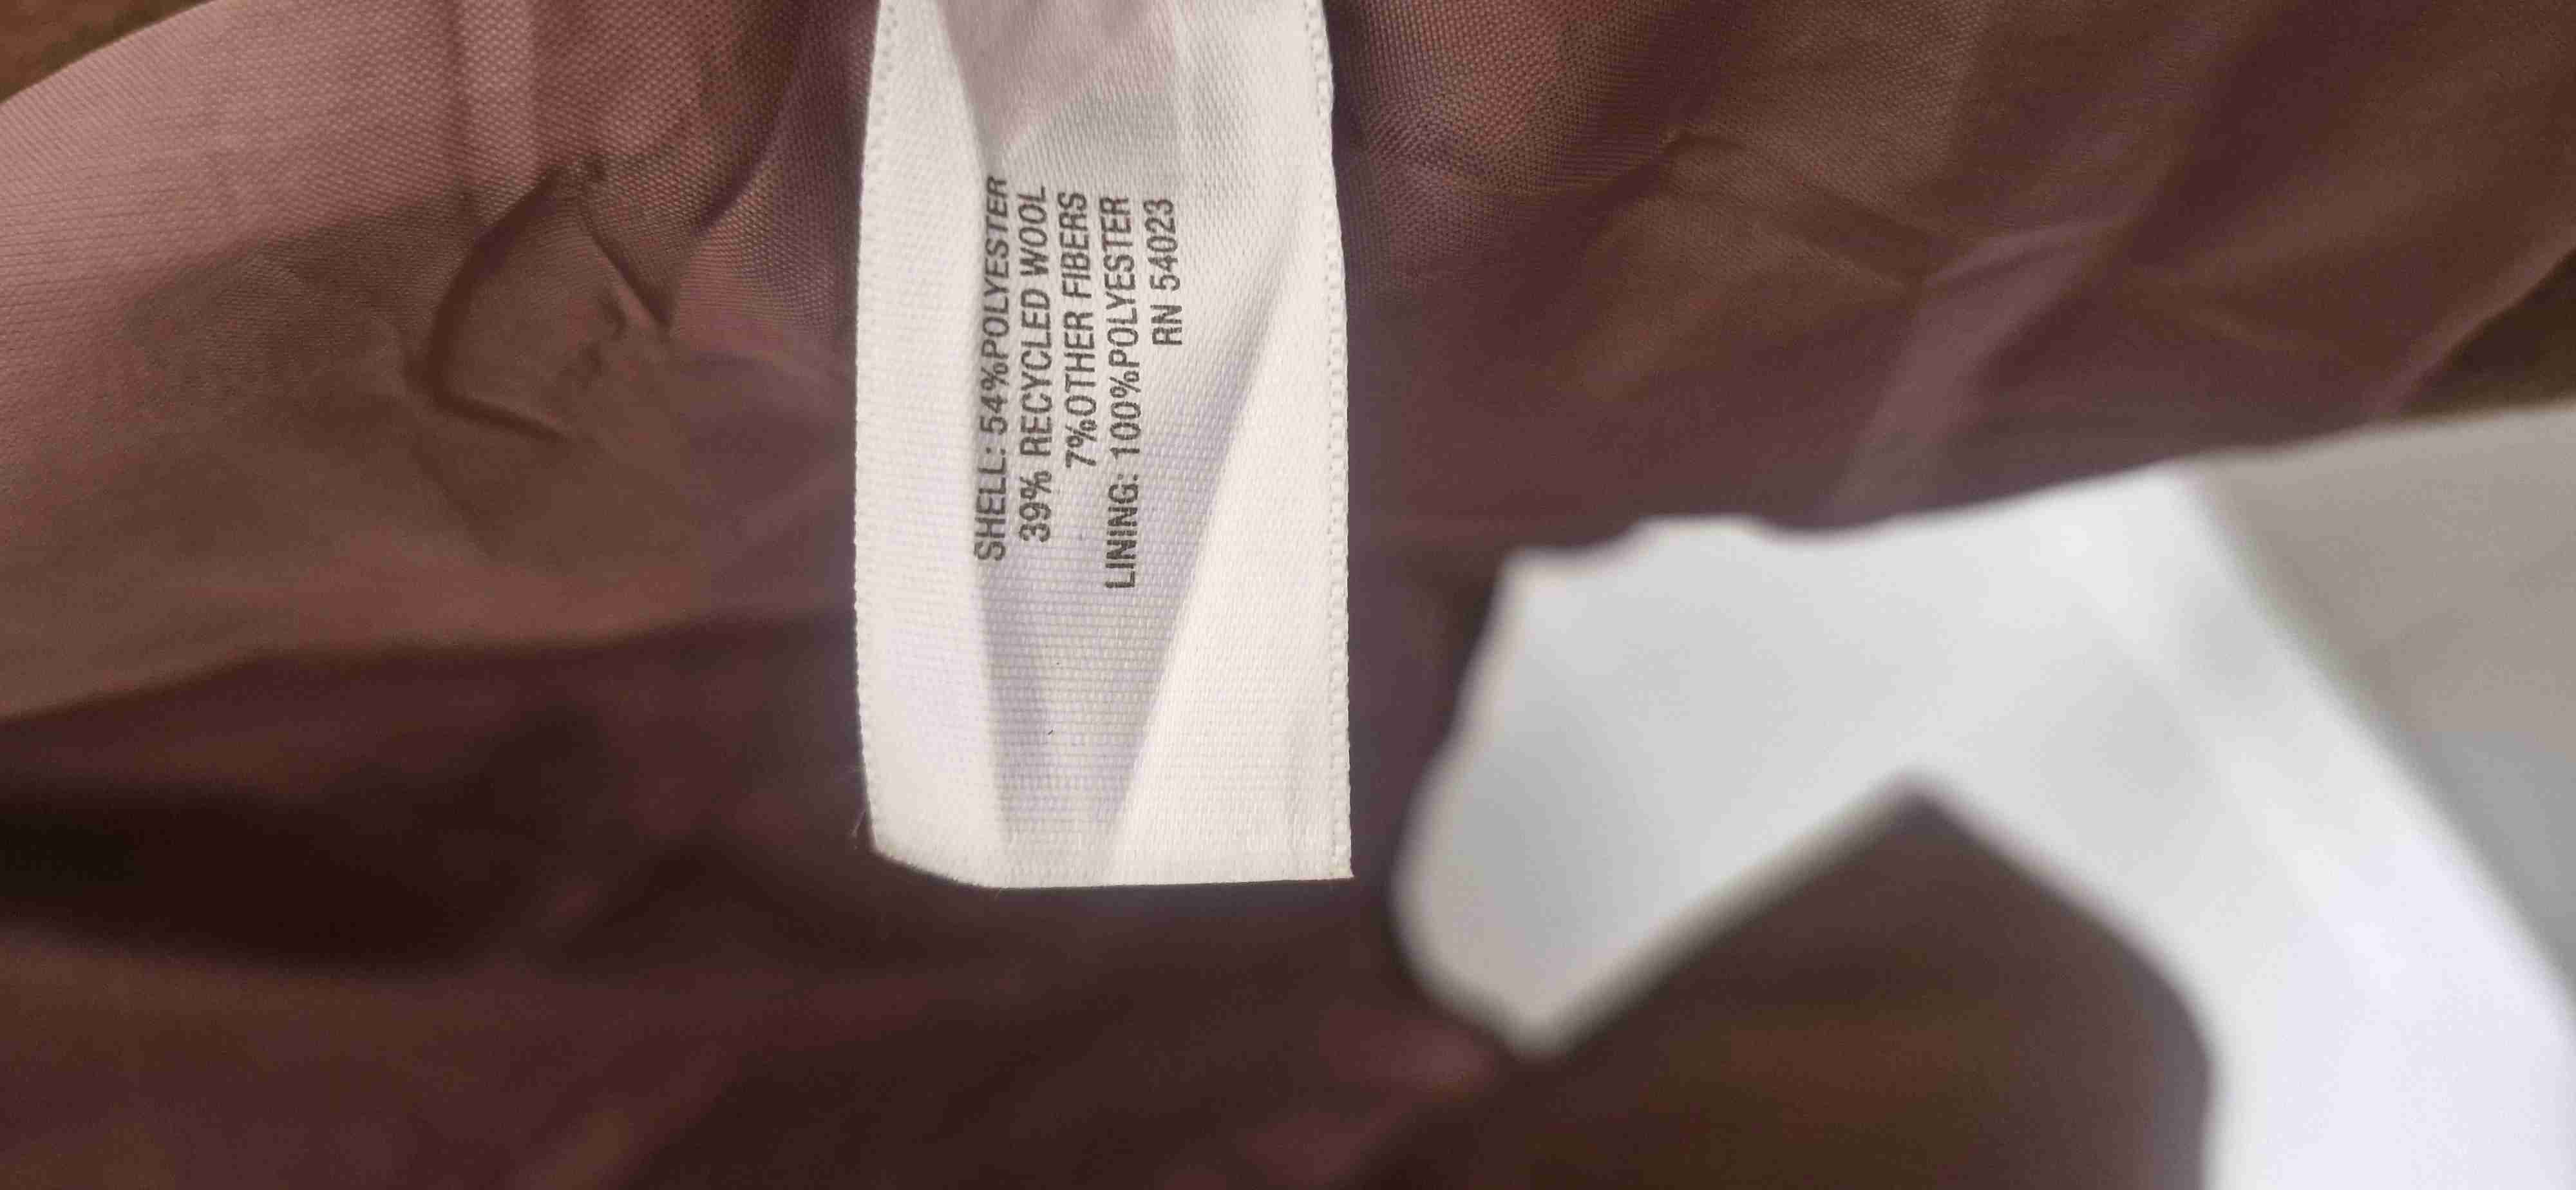 SHELL: 54%POLYESTER
39% RECYCLED WOOL
7%OTHER FIBERS
LINING: 100%POLYESTER
RN 54023